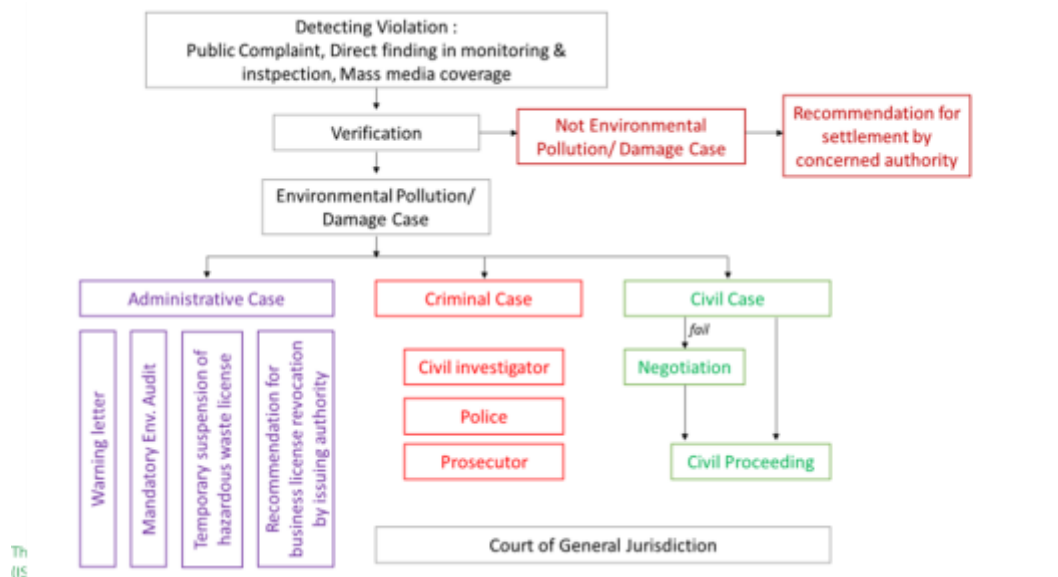 Detecting Violation :
Public Complaint, Direct finding in monitoring &
instpection, Mass media coverage
Verification
Not Environmental
Pollution/ Damage Case
Recommendation for
settlement by
concerned authority
Environmental Pollution/
Damage Case
Administrative Case
Criminal Case
Civil Case
fail
Warning letter
Mandatory Env. Audit
Temporary suspension of
hazardous waste license
Recommendation for
business license revocation
by issuing authority
Civil investigator
Police
Prosecutor
Negotiation
Civil Proceeding
Court of General Jurisdiction
Th